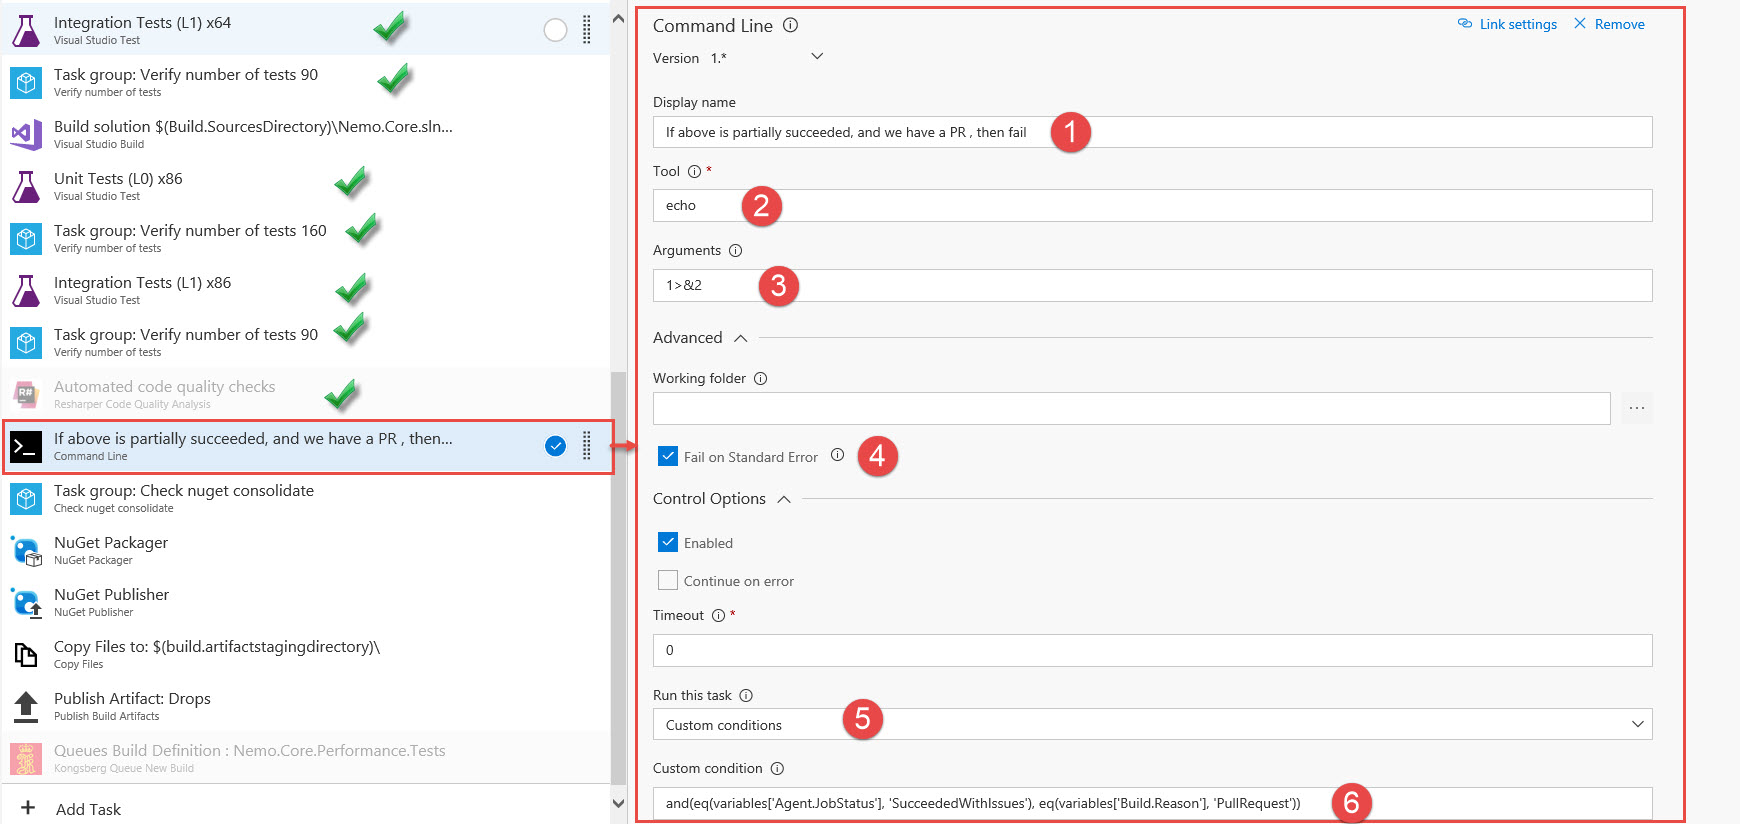 Integration Tests (L1) x64
Visual Studio Test
Task group: Verify number of tests 90
Verify number of tests
Build solution $(Build.SourcesDirectory)\Nemo.Core.sln...
Visual Studio Build
Unit Tests (L0) x86
Visual Studio Test
Task group: Verify number of tests 160
Verify number of tests
Integration Tests (L1) x86
Visual Studio Test
Task group: Verify number of tests 90
Verify number of tests
R#
Automated code quality checks
Resharper Code Quality Analysis
If above is partially succeeded, and we have a PR , then...
Command Line
Task group: Check nuget consolidate
Check nuget consolidate
NuGet Packager
NuGet Packager
NuGet Publisher
NuGet Publisher
Copy Files to: $(build.artifactstagingdirectory)\
Copy Files
Publish Artifact: Drops
Publish Build Artifacts
Queues Build Definition : Nemo.Core.Performance.Tests
Kongsberg Queue New Build
+ Add Task
Command Line
Link settings
Remove
Version 1.*
Display name
If above is partially succeeded, and we have a PR , then fail
1
Tool *
echo
2
Arguments
1>&2
3
Advanced
Working folder
...
Fail on Standard Error
4
Control Options
Enabled
Continue on error
Timeout *
0
Run this task
Custom conditions
5
Custom condition
and(eq(variables['Agent.JobStatus'], 'SucceededWithIssues'), eq(variables['Build.Reason'], 'PullRequest'))
6